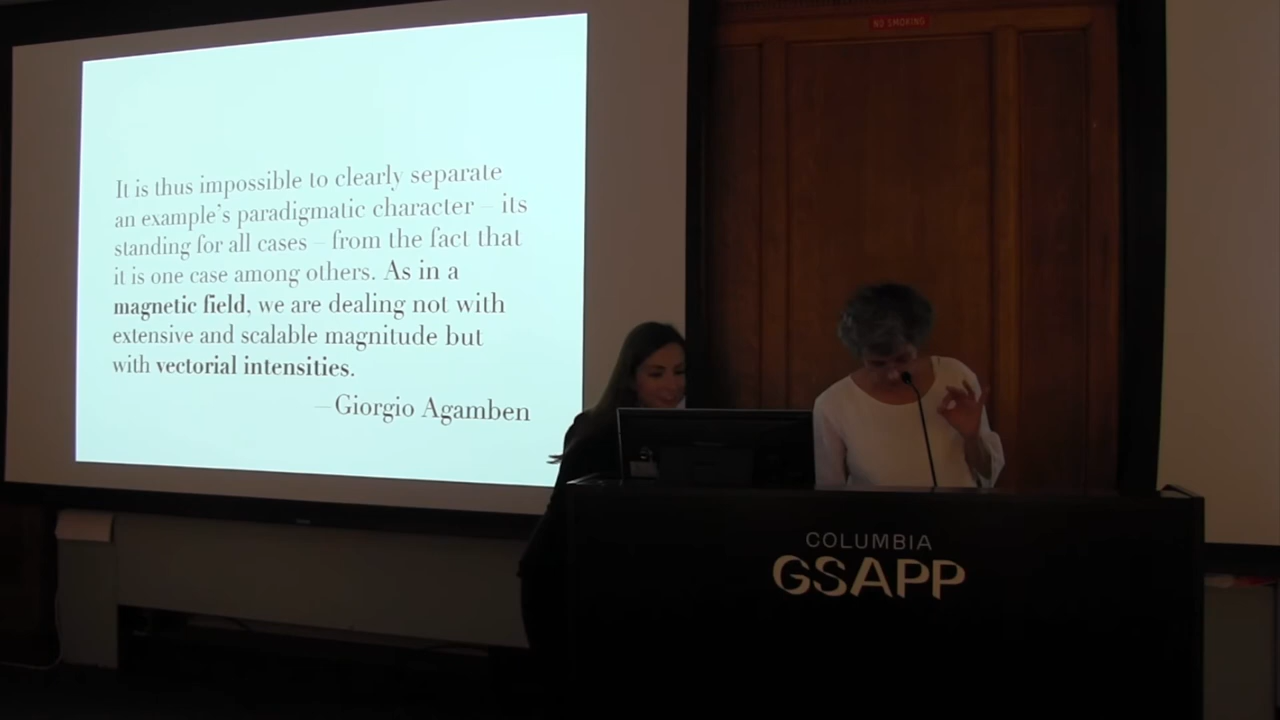 NO SMOKING
It is thus impossible to clearly separate
an example's paradigmatic character – its
standing for all cases – from the fact that
it is one case among others. As in a
magnetic field, we are dealing not with
extensive and scalable magnitude but
with vectorial intensities.
—Giorgio Agamben
COLUMBIA
GSAPP